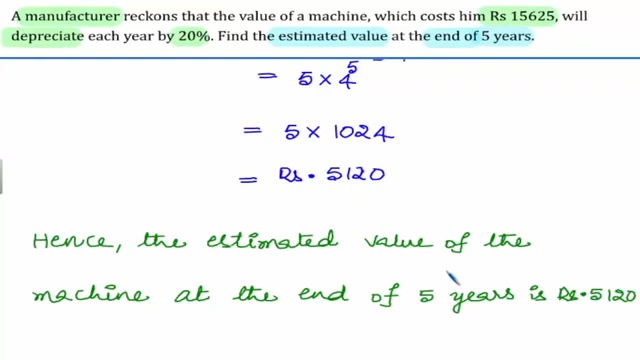 A manufacturer reckons that the value of a machine, which costs him Rs 15625, will
depreciate each year by 20%. Find the estimated value at the end of 5 years.
= 5 × 4^5
= 5 × 1024
= Rs. 5120
Hence, the estimated value of the
machine at the end of 5 years is Rs. 5120